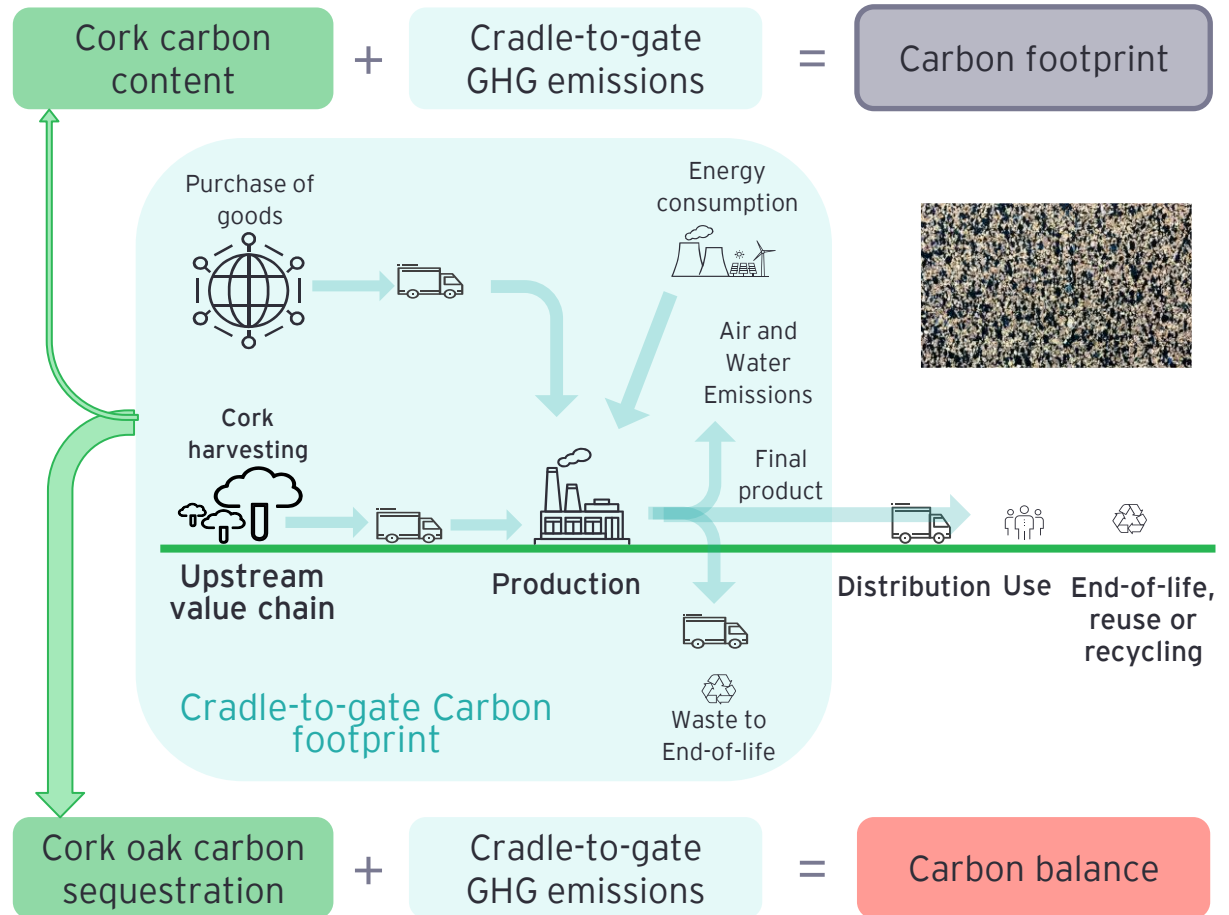 Cork carbon
content
+
Cradle-to-gate
GHG emissions
=
Carbon footprint
Purchase of
goods
Energy
consumption
Air and
Water
Emissions
Cork
harvesting
Final
product
Upstream
value chain
Production
Distribution
Use
End-of-life,
reuse or
recycling
Cradle-to-gate Carbon
footprint
Waste to
End-of-life
Cork oak carbon
sequestration
+
Cradle-to-gate
GHG emissions
=
Carbon balance